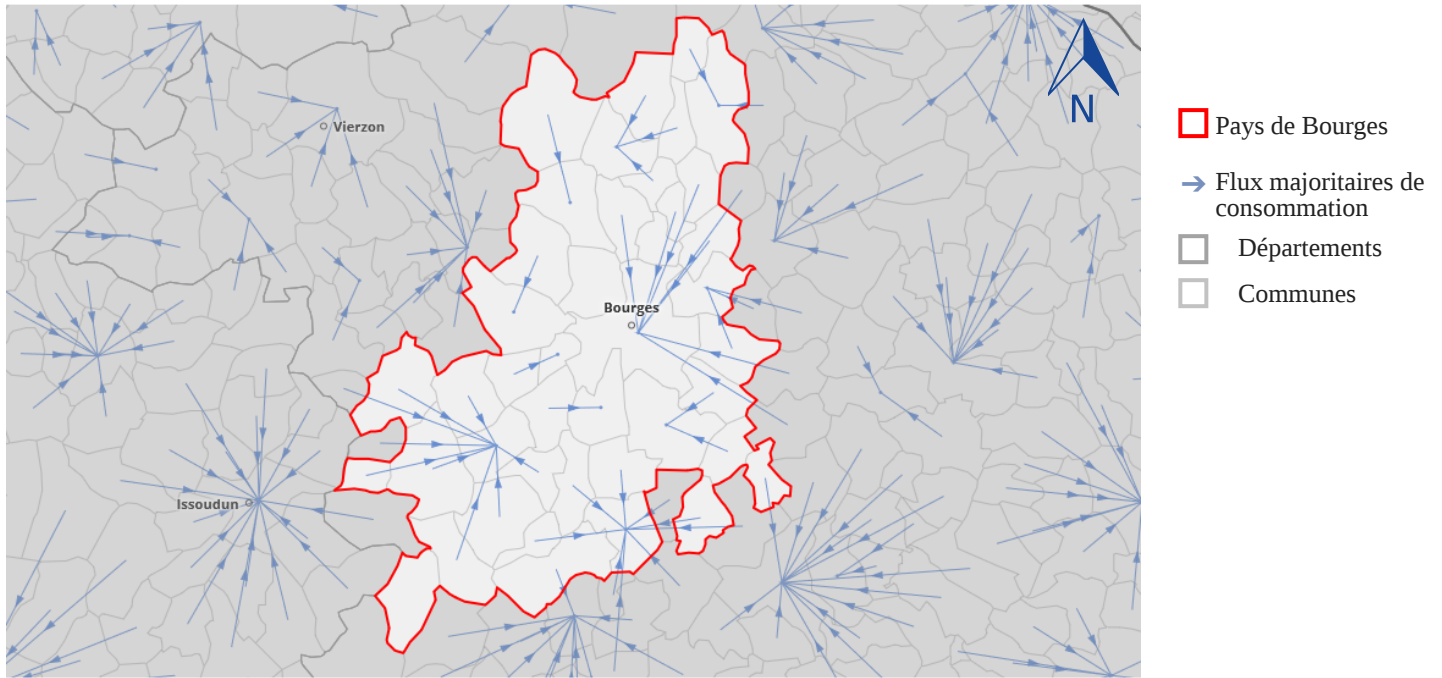 N
Vierzon
Bourges
Issoudun
Pays de Bourges
Flux majoritaires de
consommation
Départements
Communes